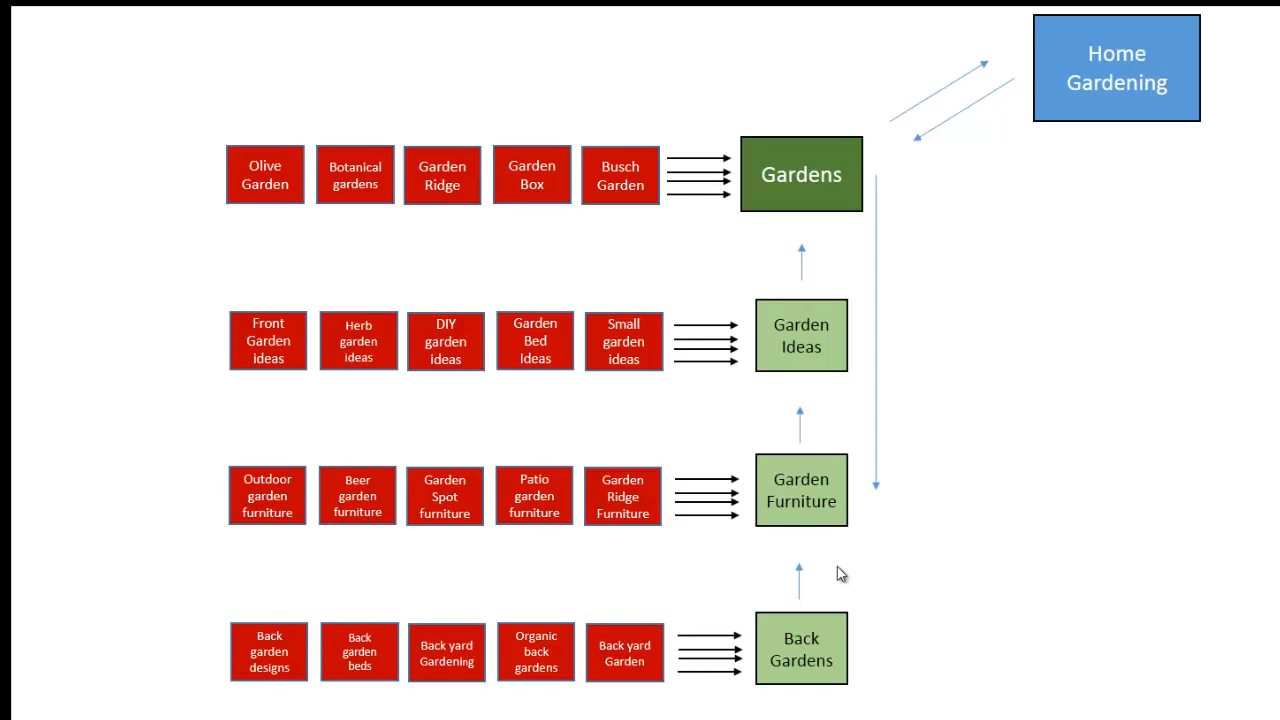 Home
Gardening
Olive
Garden
Botanical
gardens
Garden
Ridge
Garden
Box
Busch
Garden
Gardens
Front
Garden
ideas
Herb
garden
ideas
DIY
garden
ideas
Garden
Bed
Ideas
Small
garden
ideas
Garden
Ideas
Outdoor
garden
furniture
Beer
garden
furniture
Garden
Spot
furniture
Patio
garden
furniture
Garden
Ridge
Furniture
Garden
Furniture
Back
garden
designs
Back
garden
beds
Back yard
Gardening
Organic
back
gardens
Back yard
Garden
Back
Gardens